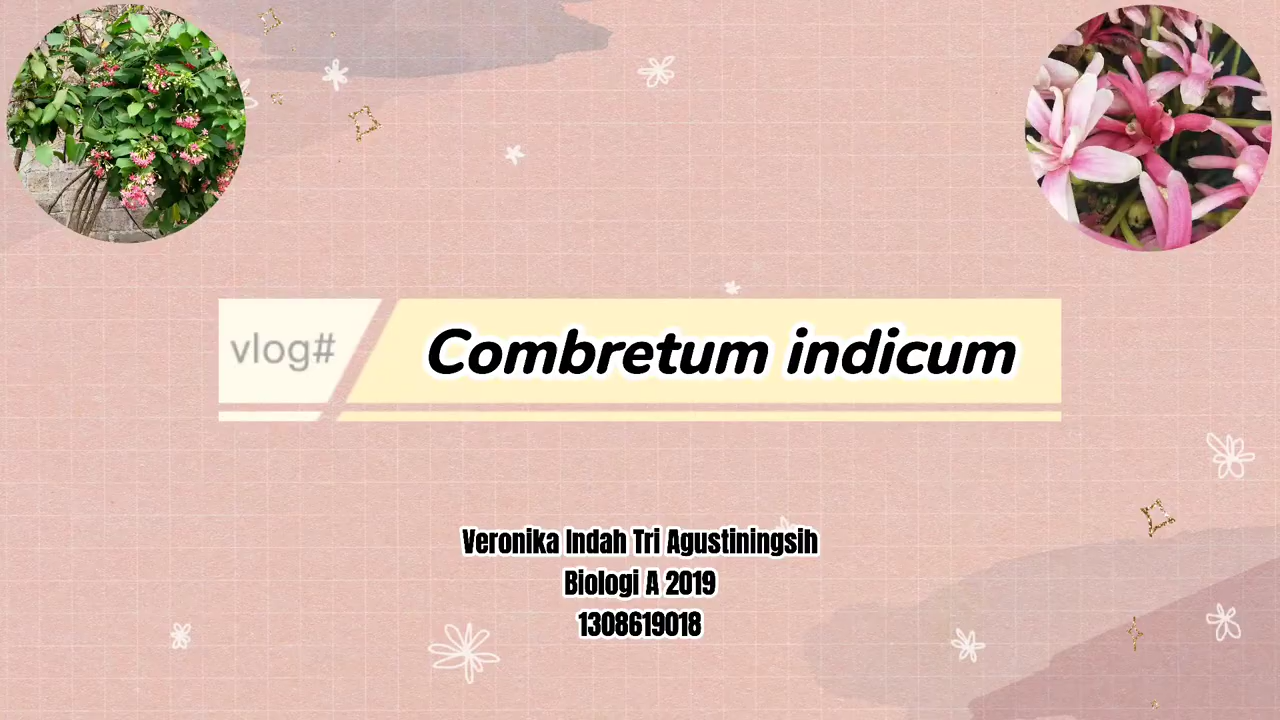 vlog# Combretum indicum
Veronika Indah Tri Agustiningsih
Biologi A 2019
1308619018